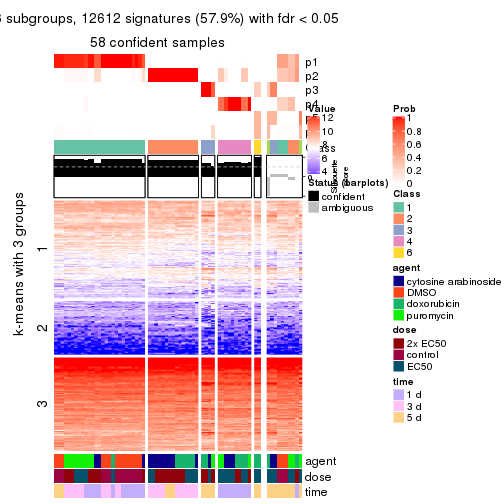 subgroups, 12612 signatures (57.9%) with fdr < 0.05
58 confident samples
p1
p2
p3
p4
Value
12
10
8
6
4
Prob
1
0.8
0.6
0.4
0.2
0
Silhouette
score
Status (barplots)
confident
ambiguous
Class
1
2
3
4
6
k-means with 3 groups
1
2
3
agent
cytosine arabinoside
DMSO
doxorubicin
puromycin
dose
2x EC50
control
EC50
time
1 d
3 d
5 d
agent
dose
time